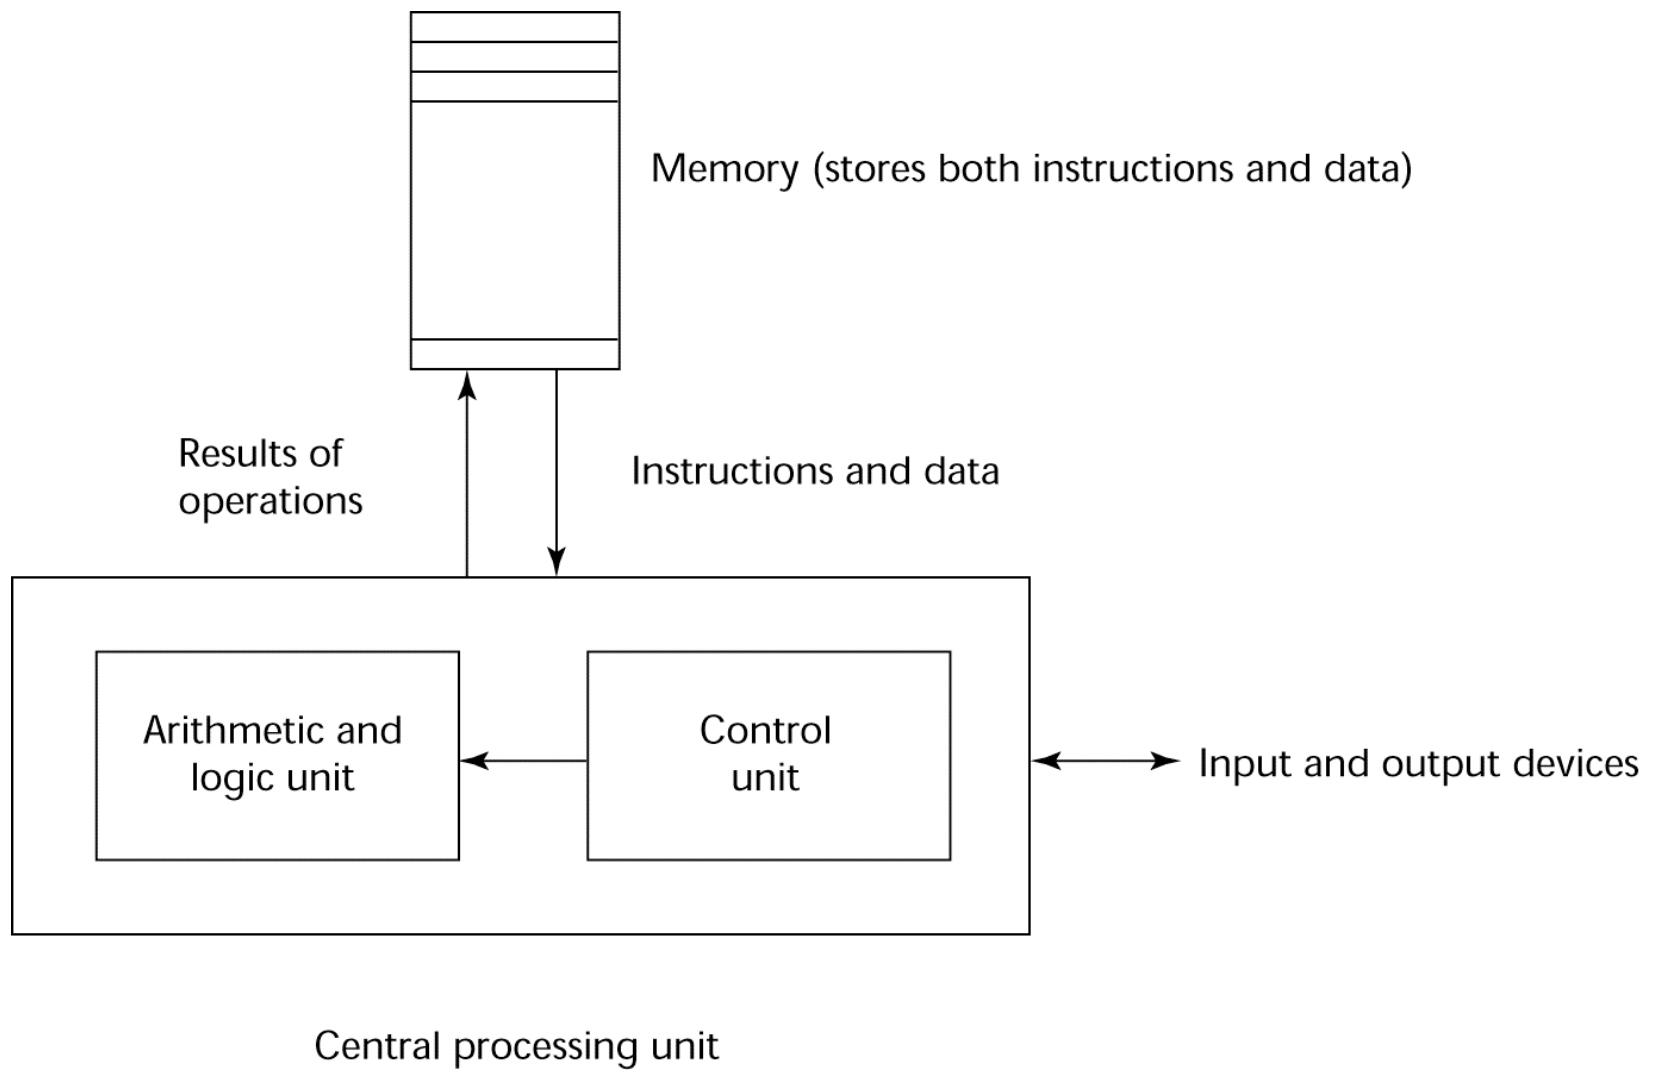 Memory (stores both instructions and data)
Results of
operations
Instructions and data
Arithmetic and
logic unit
Control
unit
Input and output devices
Central processing unit